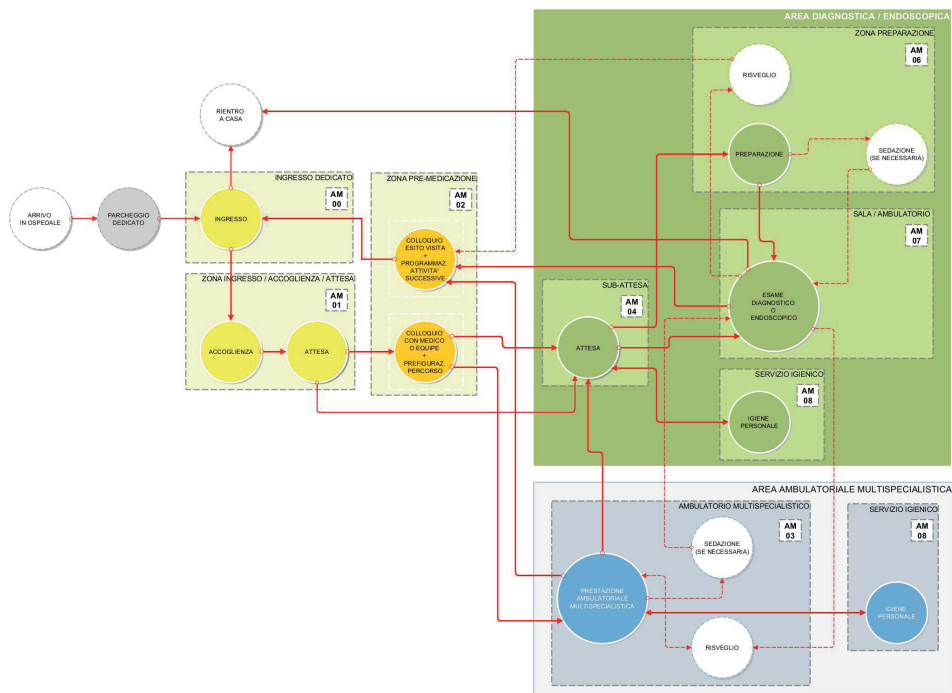 AREA DIAGNOSTICA / ENDOSCOPICA
ZONA PREPARAZIONE
AM
06
RISVEGLIO
PREPARAZIONE
SEDAZIONE
(SE NECESSARIA)
RIENTRO
A CASA
INGRESSO DEDICATO
AM
00
INGRESSO
ARRIVO
IN OSPEDALE
PARCHEGGIO
DEDICATO
ZONA PRE-MEDICAZIONE
AM
02
COLLOQUIO
ESITO VISITA
+
PROGRAMMAZ.
ATTIVITA'
SUCCESSIVE
COLLOQUIO
CON MEDICO
O EQUIPE
+
PREFIGURAZ.
PERCORSO
ZONA INGRESSO / ACCOGLIENZA / ATTESA
AM
01
ACCOGLIENZA
ATTESA
SUB-ATTESA
AM
04
ATTESA
SALA / AMBULATORIO
AM
07
ESAME
DIAGNOSTICO
O
ENDOSCOPICO
SERVIZIO IGIENICO
AM
08
IGIENE
PERSONALE
AREA AMBULATORIALE MULTISPECIALISTICA
AMBULATORIO MULTISPECIALISTICO
AM
03
SEDAZIONE
(SE NECESSARIA)
PRESTAZIONE
AMBULATORIALE
MULTISPECIALISTICA
RISVEGLIO
SERVIZIO IGIENICO
AM
08
IGIENE
PERSONALE